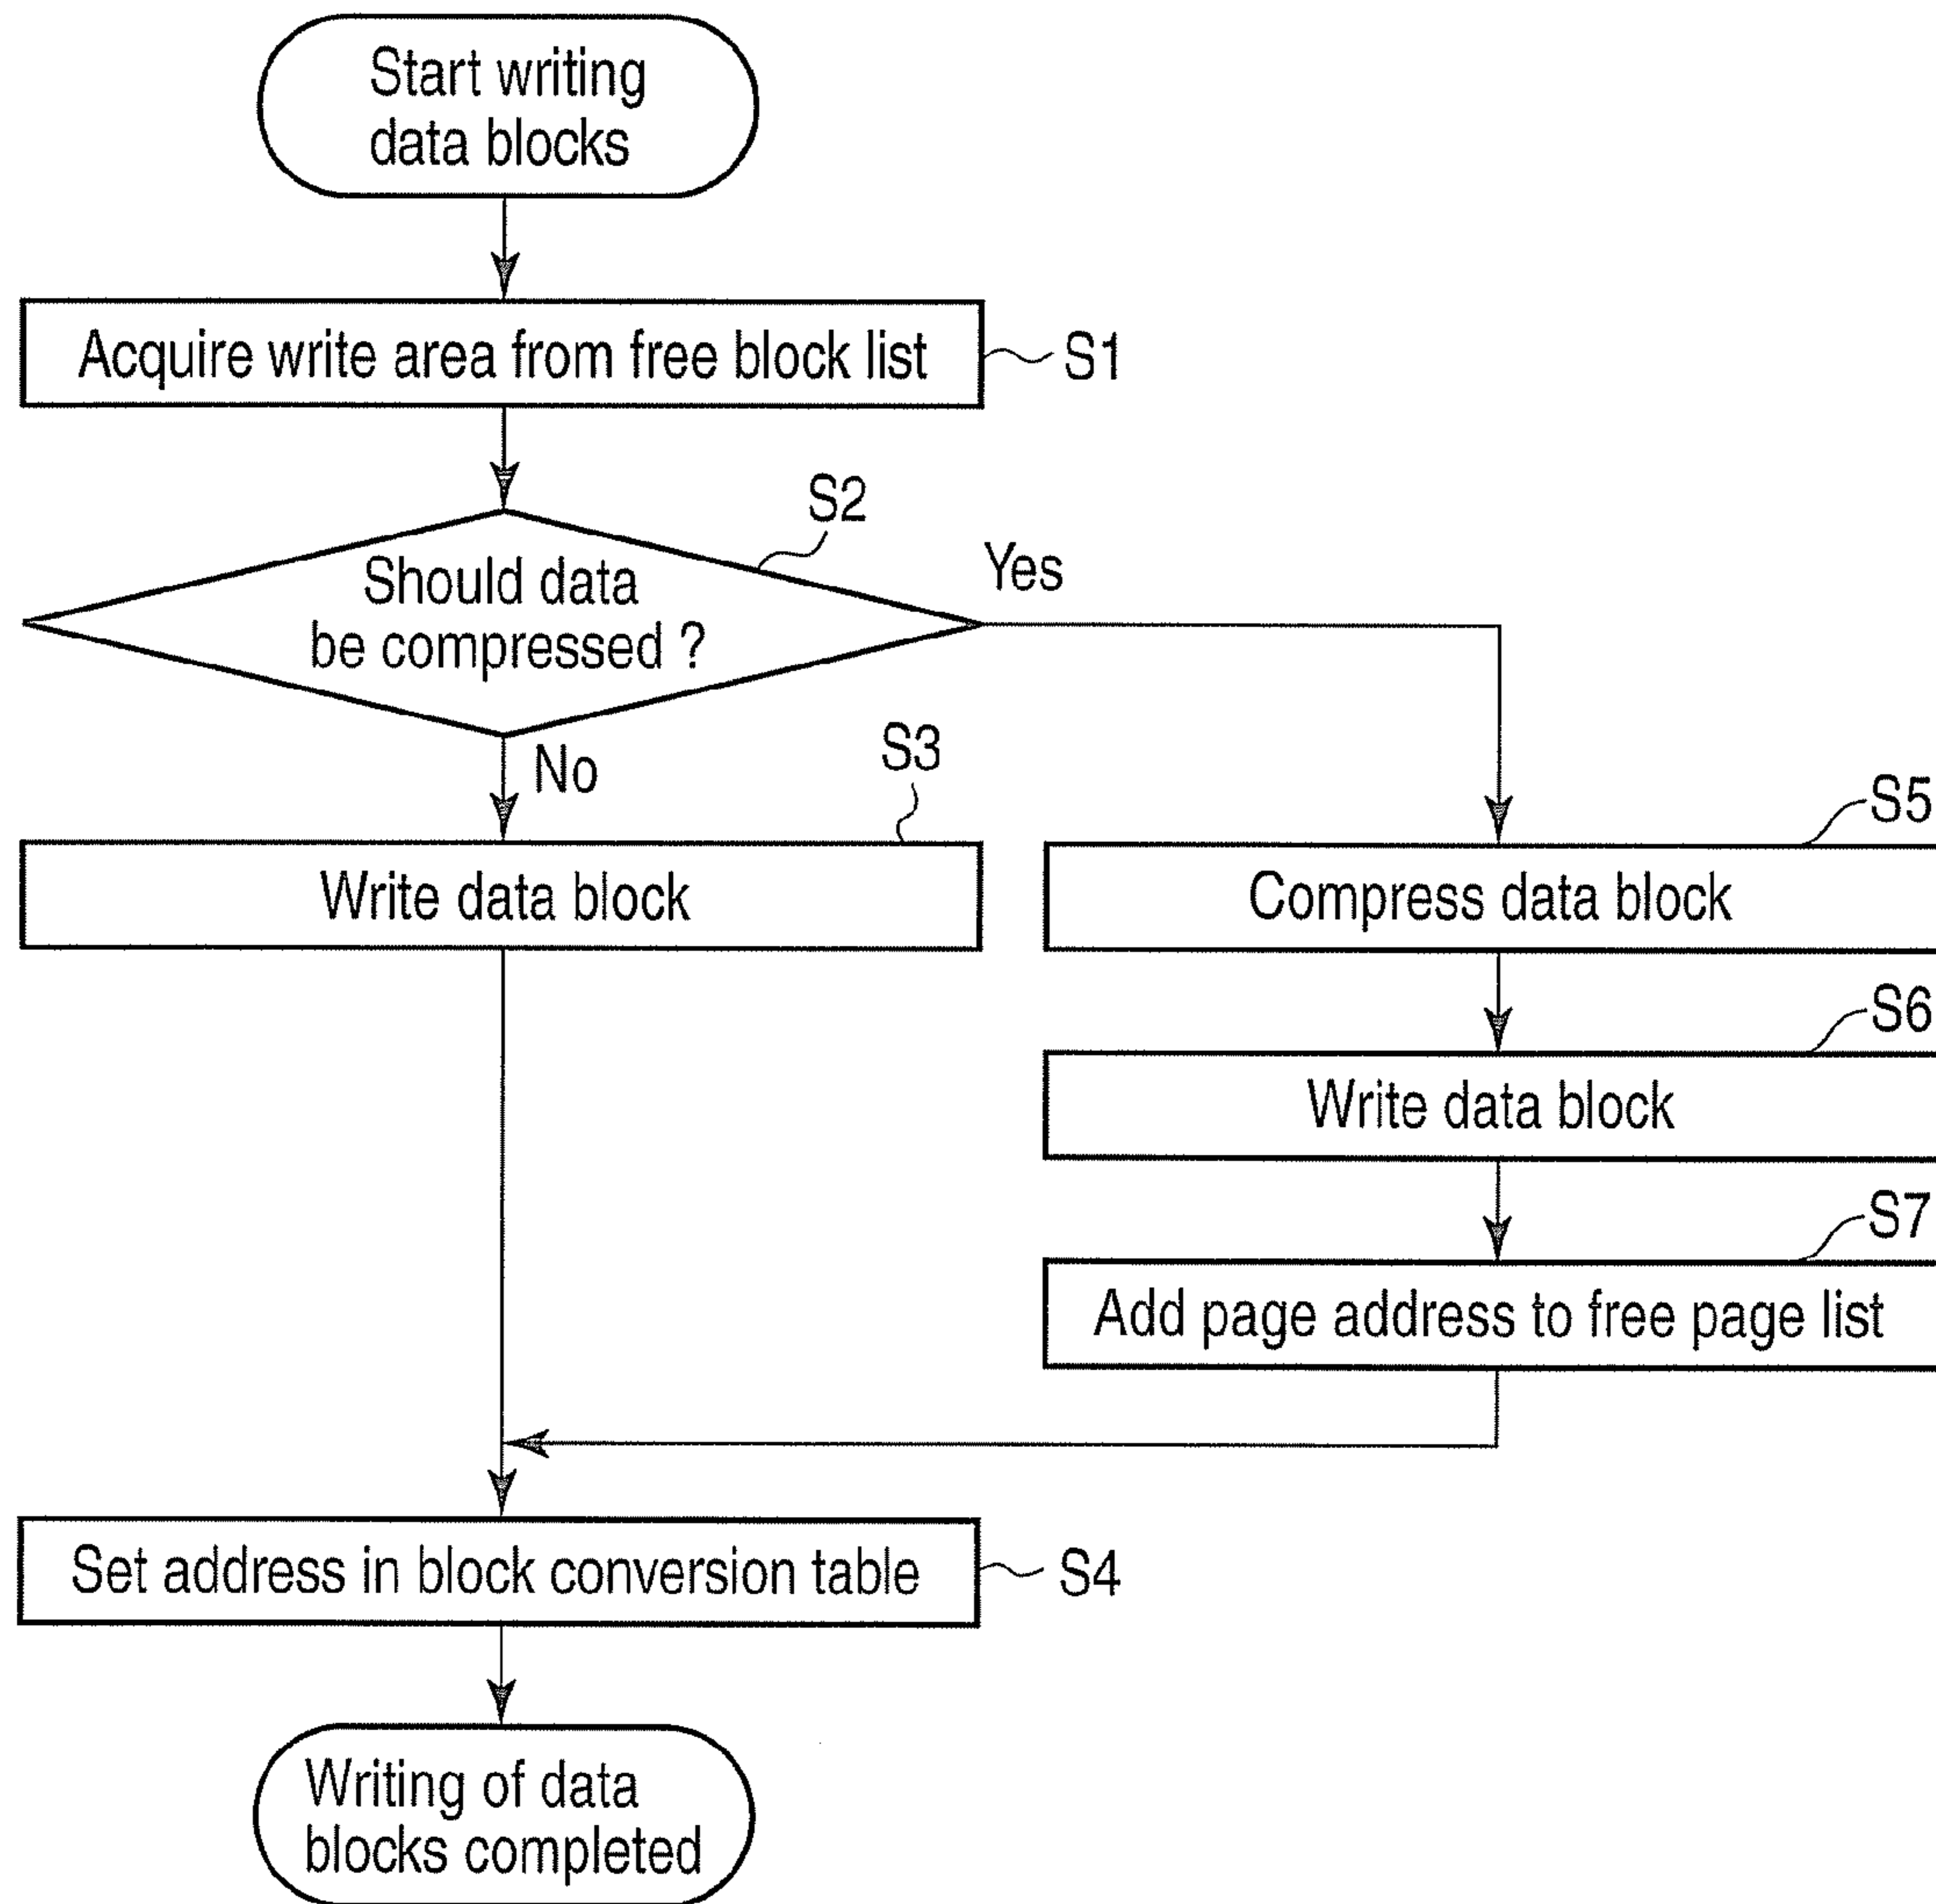 Start writing
data blocks
Acquire write area from free block list
S1
S2
Should data
be compressed ?
Yes
No
S3
Write data block
S5
Compress data block
S6
Write data block
S7
Add page address to free page list
Set address in block conversion table
S4
Writing of data
blocks completed